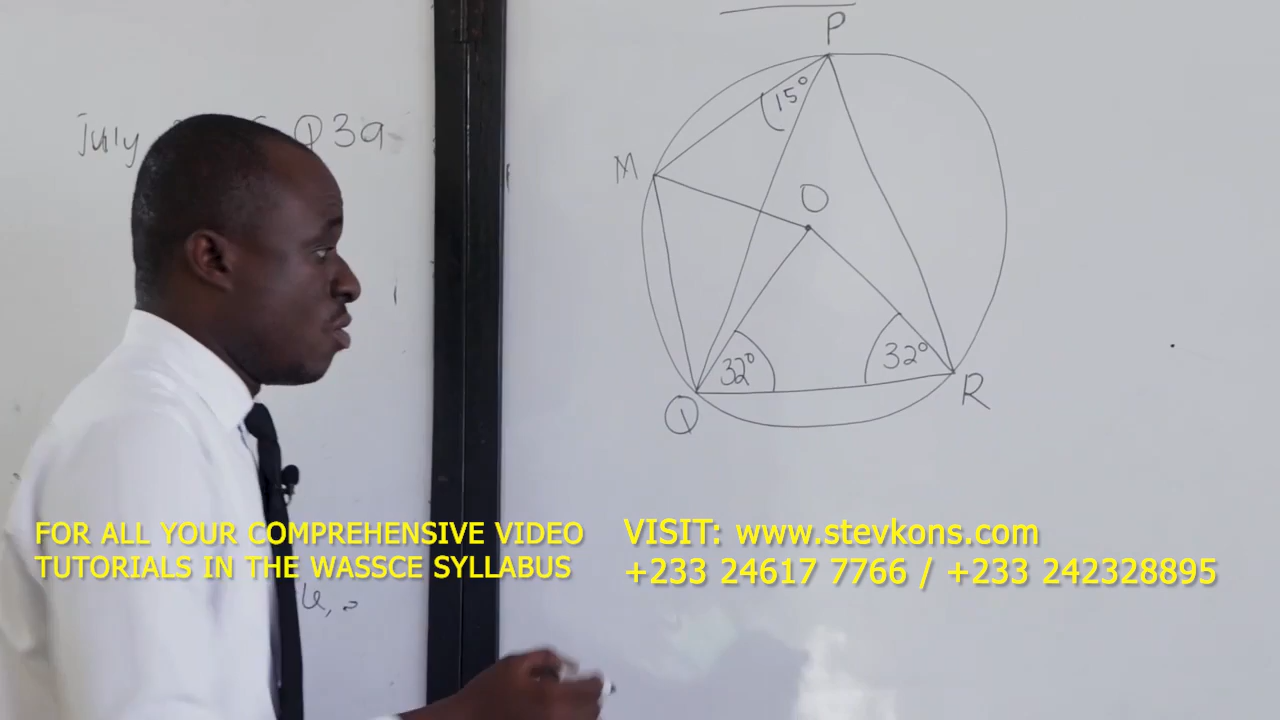 July Q3a
P
15°
M
O
32°
32°
Q
R
FOR ALL YOUR COMPREHENSIVE VIDEO
TUTORIALS IN THE WASSCE SYLLABUS
VISIT: www.stevkons.com
+233 24617 7766 / +233 242328895